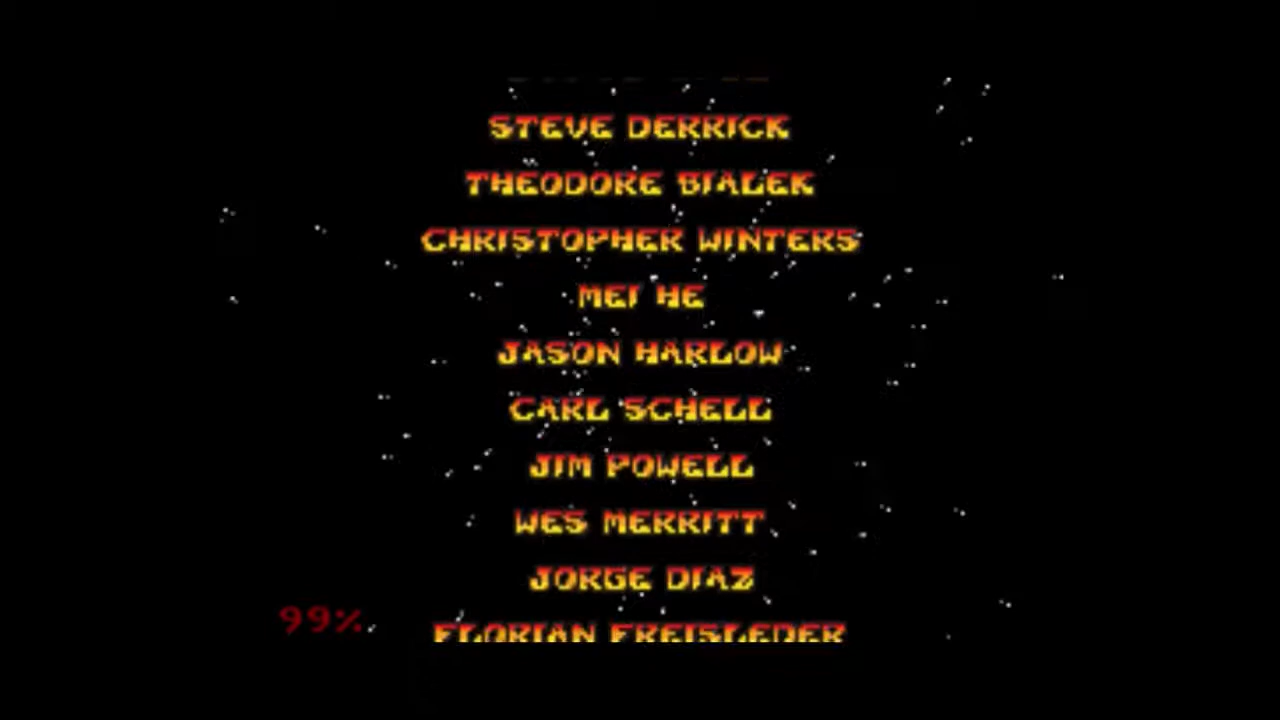 STEVE DERRICK
THEODORE BIALEK
CHRISTOPHER WINTERS
MEI HE
JASON HARLOW
CARL SCHELL
JIM POWELL
WES MERRITT
JORGE DIAZ
99%
FLORIAN FREISLEDER